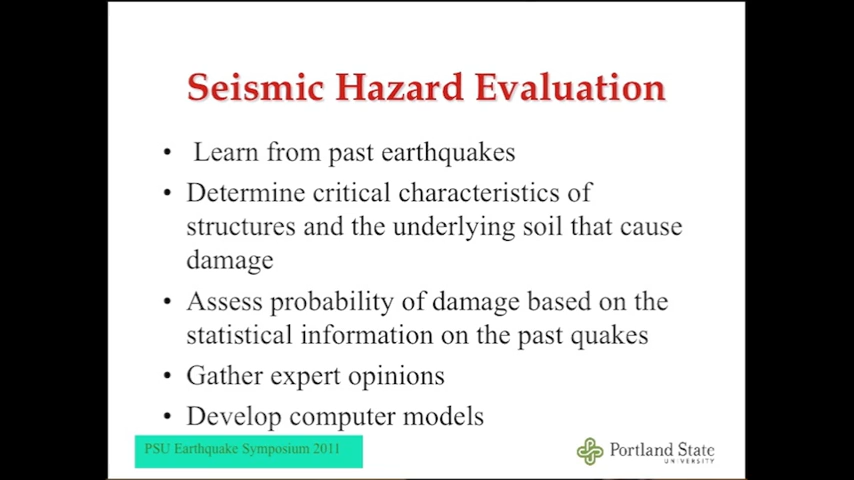 Seismic Hazard Evaluation
• Learn from past earthquakes
• Determine critical characteristics of
structures and the underlying soil that cause
damage
• Assess probability of damage based on the
statistical information on the past quakes
• Gather expert opinions
• Develop computer models
PSU Earthquake Symposium 2011
Portland State
UNIVERSITY